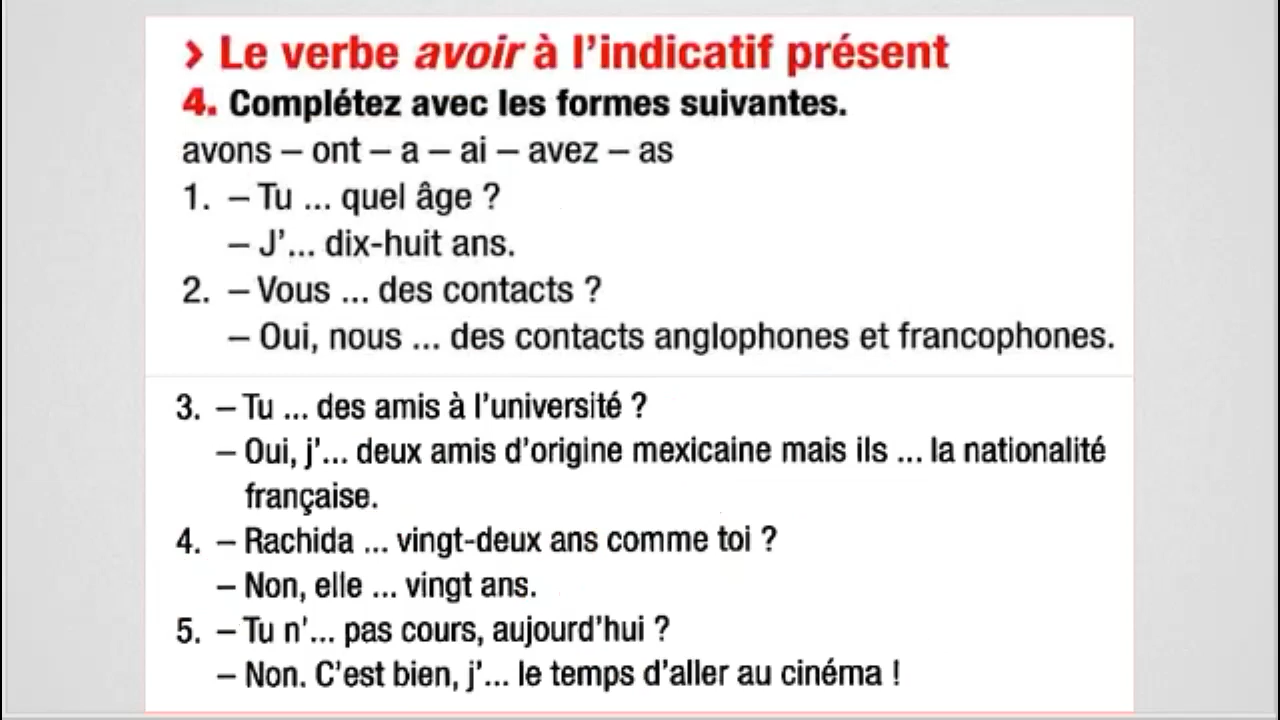 › Le verbe avoir à l’indicatif présent
4. Complétez avec les formes suivantes.
avons – ont – a – ai – avez – as
1. – Tu ... quel âge ?
– J’... dix-huit ans.
2. – Vous ... des contacts ?
– Oui, nous ... des contacts anglophones et francophones.
3. – Tu ... des amis à l’université ?
– Oui, j’... deux amis d’origine mexicaine mais ils ... la nationalité
française.
4. – Rachida ... vingt-deux ans comme toi ?
– Non, elle ... vingt ans.
5. – Tu n’... pas cours, aujourd’hui ?
– Non. C’est bien, j’... le temps d’aller au cinéma !